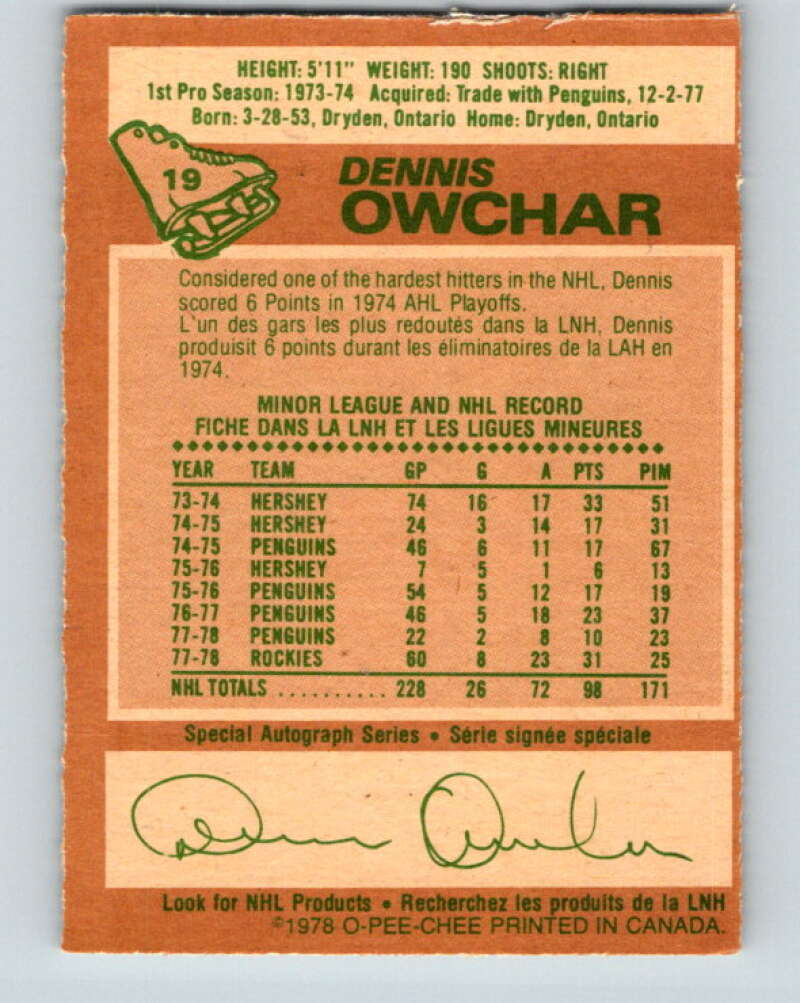 HEIGHT: 5'11" WEIGHT: 190 SHOOTS: RIGHT
1st Pro Season: 1973-74 Acquired: Trade with Penguins, 12-2-77
Born: 3-28-53, Dryden, Ontario Home: Dryden, Ontario
19
DENNIS
OWCHAR
Considered one of the hardest hitters in the NHL, Dennis
scored 6 Points in 1974 AHL Playoffs.
L'un des gars les plus redoutés dans la LNH, Dennis
produisit 6 points durant les éliminatoires de la LAH en
1974.
MINOR LEAGUE AND NHL RECORD
FICHE DANS LA LNH ET LES LIGUES MINEURES
YEAR TEAM GP G A PTS PIM
73-74 HERSHEY 74 16 17 33 51
74-75 HERSHEY 24 3 14 17 31
74-75 PENGUINS 46 6 11 17 67
75-76 HERSHEY 7 5 1 6 13
75-76 PENGUINS 54 5 12 17 19
76-77 PENGUINS 46 5 18 23 37
77-78 PENGUINS 22 2 8 10 23
77-78 ROCKIES 60 8 23 31 25
NHL TOTALS .......... 228 26 72 98 171
Special Autograph Series • Série signée spéciale
Dennis Owchar
Look for NHL Products • Recherchez les produits de la LNH
©1978 O-PEE-CHEE PRINTED IN CANADA.